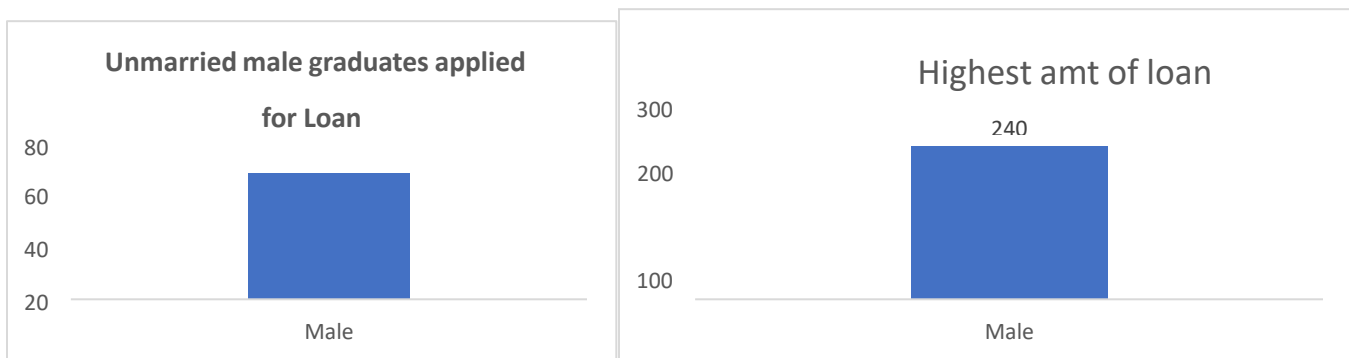 Unmarried male graduates applied
for Loan
80
60
40
20
Male
Highest amt of loan
300
240
200
100
Male